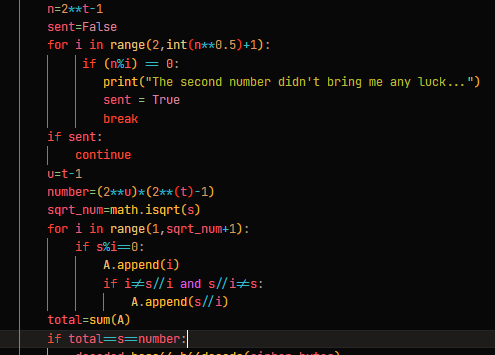 n=2**t-1
sent=False
for i in range(2,int(n**0.5)+1):
if (n%i) == 0:
print("The second number didn't bring me any luck...")
sent = True
break
if sent:
continue
u=t-1
number=(2**u)*(2**(t)-1)
sqrt_num=math.isqrt(s)
for i in range(1,sqrt_num+1):
if s%i==0:
A.append(i)
if i!=s//i and s//i!=s:
A.append(s//i)
total=sum(A)
if total==s==number: